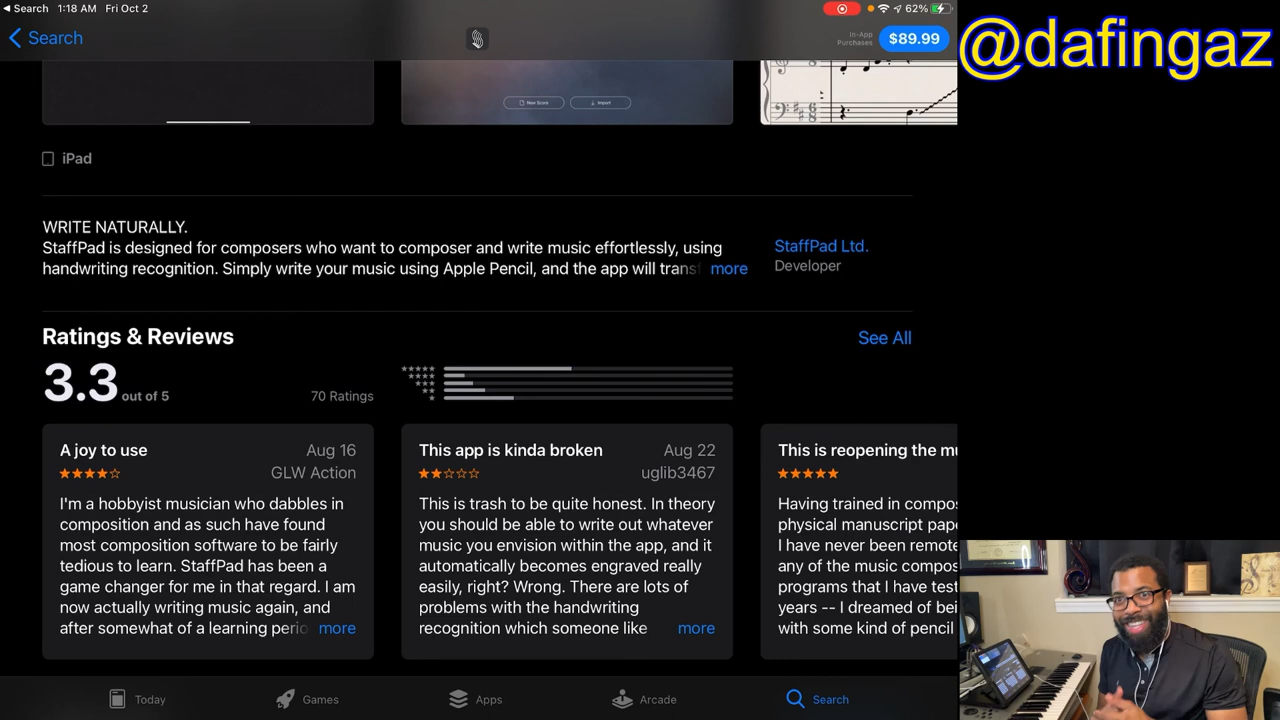 Search 1:18 AM Fri Oct 2 62%
@dafingaz
Search
In-App
Purchases
$89.99
New Score
Import
iPad
WRITE NATURALLY.
StaffPad is designed for composers who want to composer and write music effortlessly, using
handwriting recognition. Simply write your music using Apple Pencil, and the app will trans more
StaffPad Ltd.
Developer
Ratings & Reviews
See All
3.3 out of 5
70 Ratings
A joy to use
Aug 16
GLW Action
I'm a hobbyist musician who dabbles in
composition and as such have found
most composition software to be fairly
tedious to learn. StaffPad has been a
game changer for me in that regard. I am
now actually writing music again, and
after somewhat of a learning perio more
This app is kinda broken
Aug 22
uglib3467
This is trash to be quite honest. In theory
you should be able to write out whatever
music you envision within the app, and it
automatically becomes engraved really
easily, right? Wrong. There are lots of
problems with the handwriting
recognition which someone like more
This is reopening the mu
Having trained in compos
physical manuscript pape
I have never been remote
any of the music compos
programs that I have test
years -- I dreamed of bei
with some kind of pencil
Today
Games
Apps
Arcade
Search